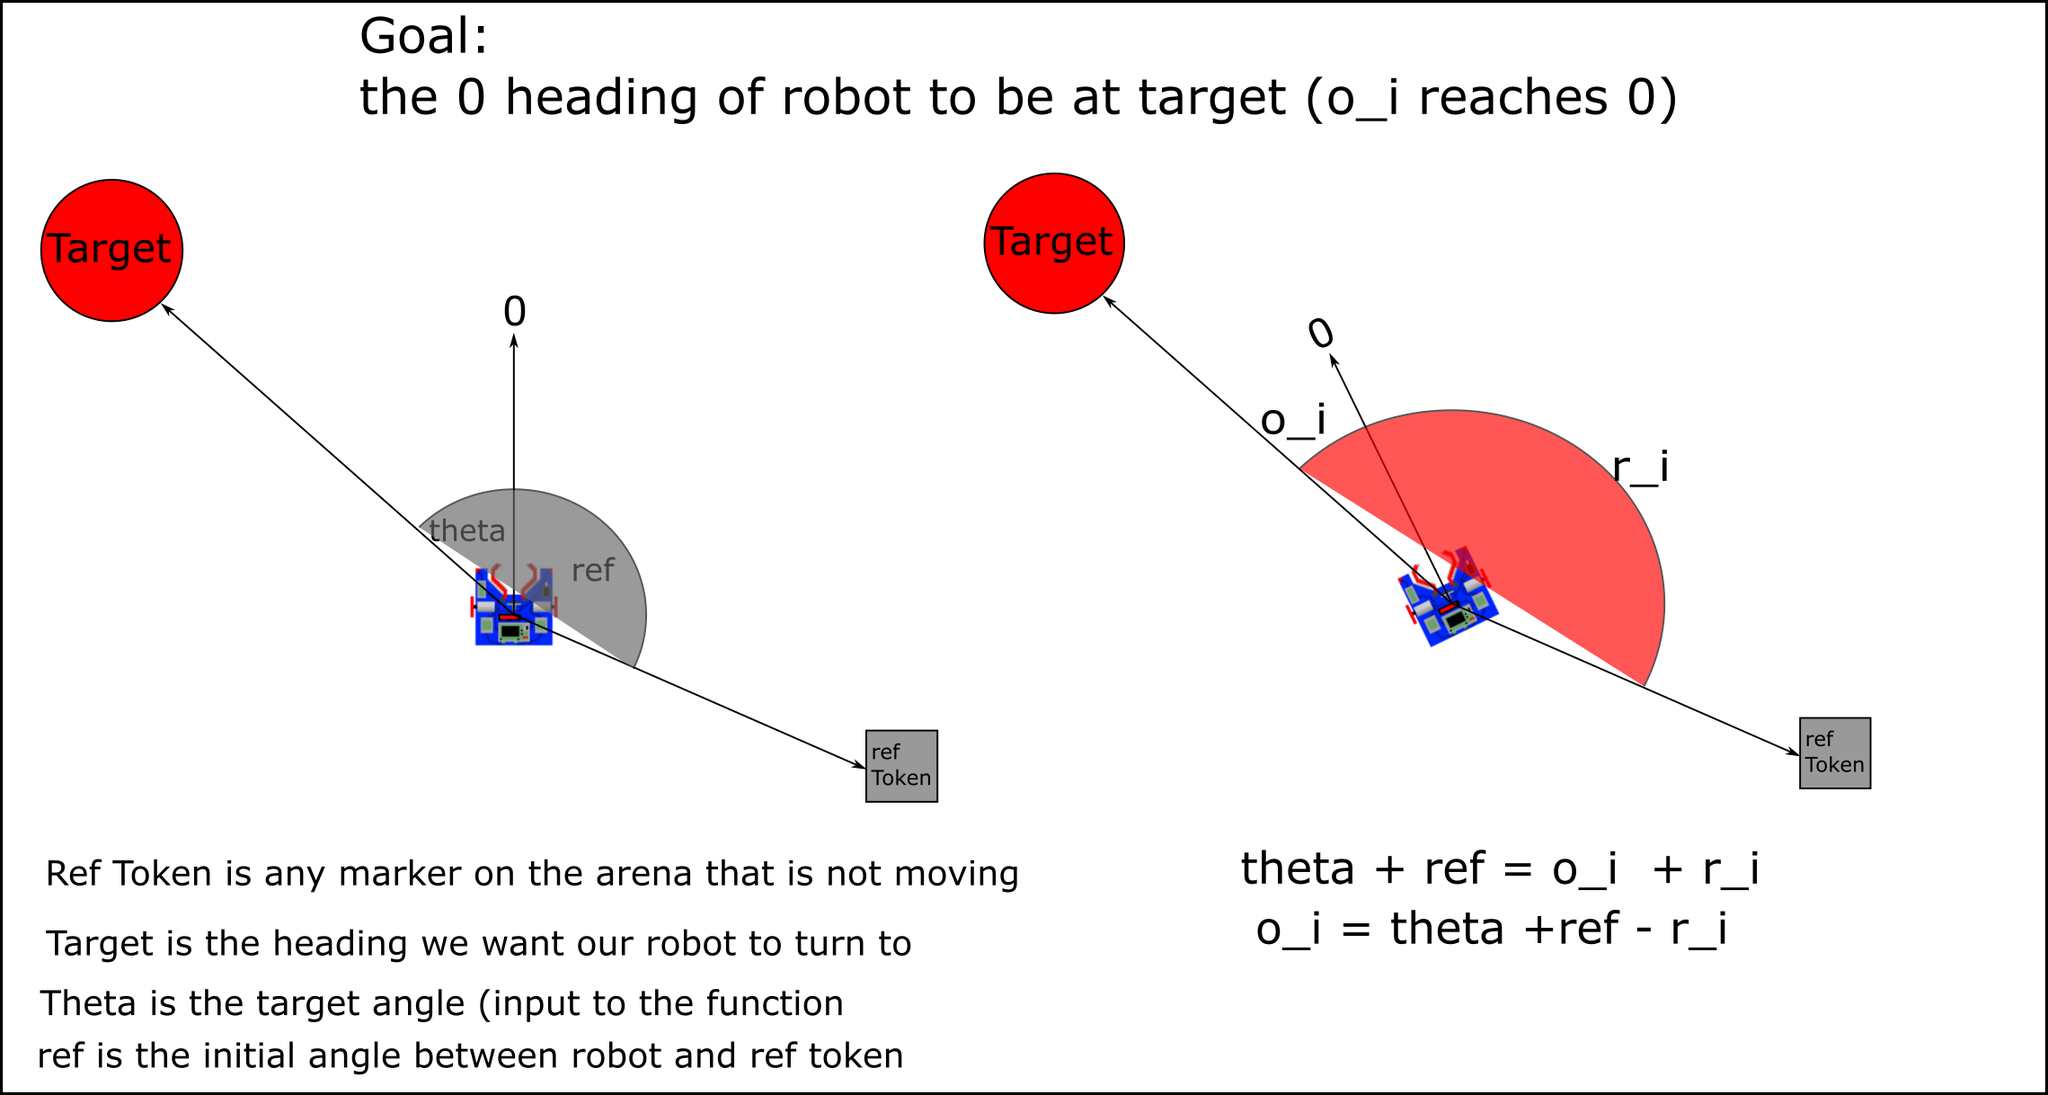 Goal:
the 0 heading of robot to be at target (o_i reaches 0)
Target
0
theta
ref
ref
Token
Target
0
o_i
r_i
ref
Token
Ref Token is any marker on the arena that is not moving
Target is the heading we want our robot to turn to
Theta is the target angle (input to the function
ref is the initial angle between robot and ref token
theta + ref = o_i + r_i
o_i = theta +ref - r_i